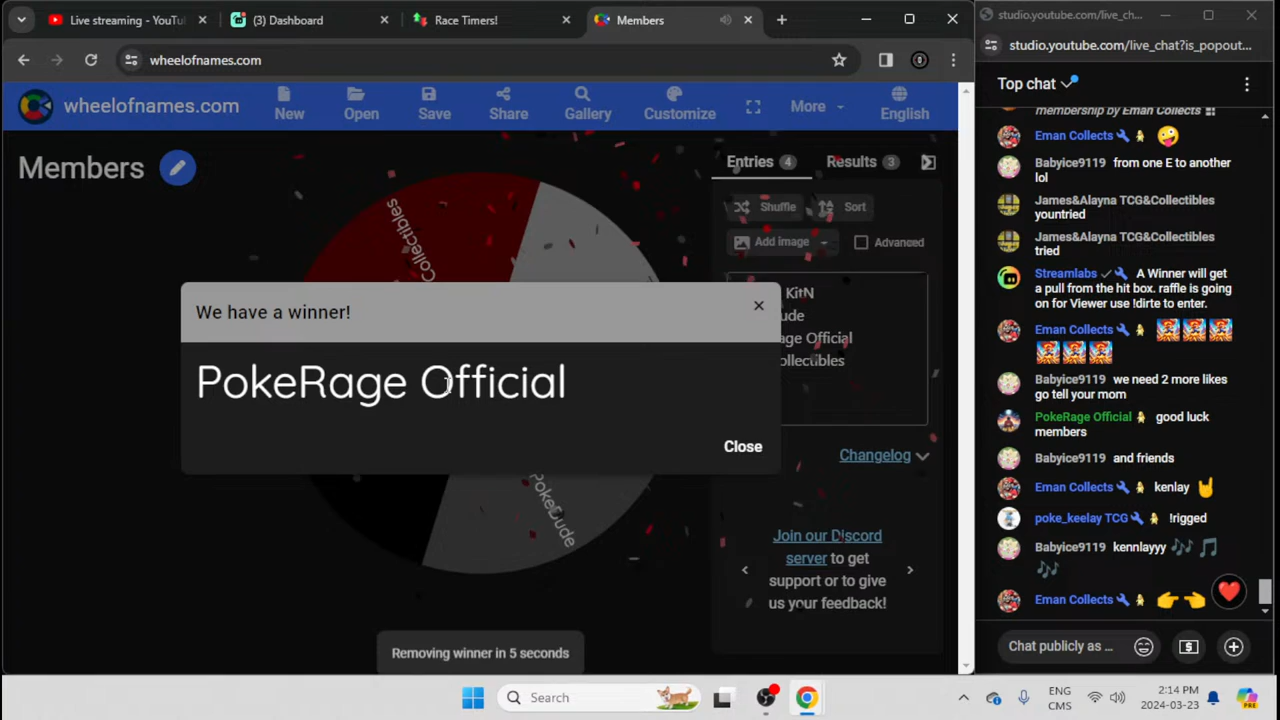 Live streaming - YouTu
(3) Dashboard
Race Timers!
Members
studio.youtube.com/live_ch...
wheelofnames.com
studio.youtube.com/live_chat?is_popout...
wheelofnames.com
New
Open
Save
Share
Gallery
Customize
More
English
Members
Entries 4
Results 3
Shuffle
Sort
Add image
Advanced
KitN
ude
age Official
ollectibles
Collectibles
PokeDude
We have a winner!
PokeRage Official
Close
Changelog
Join our Discord
server to get
support or to give
us your feedback!
Removing winner in 5 seconds
Top chat
membership by Eman Collects
Eman Collects
Babyice9119 from one E to another
lol
James&Alayna TCG&Collectibles
yountried
James&Alayna TCG&Collectibles
tried
Streamlabs A Winner will get
a pull from the hit box. raffle is going
on for Viewer use !dirte to enter.
Eman Collects
Babyice9119 we need 2 more likes
go tell your mom
PokeRage Official good luck
members
Babyice9119 and friends
Eman Collects kenlay
poke_keelay TCG !rigged
Babyice9119 kennlayyy
Eman Collects
Chat publicly as ...
Search
ENG
CMS
2:14 PM
2024-03-23
PRE